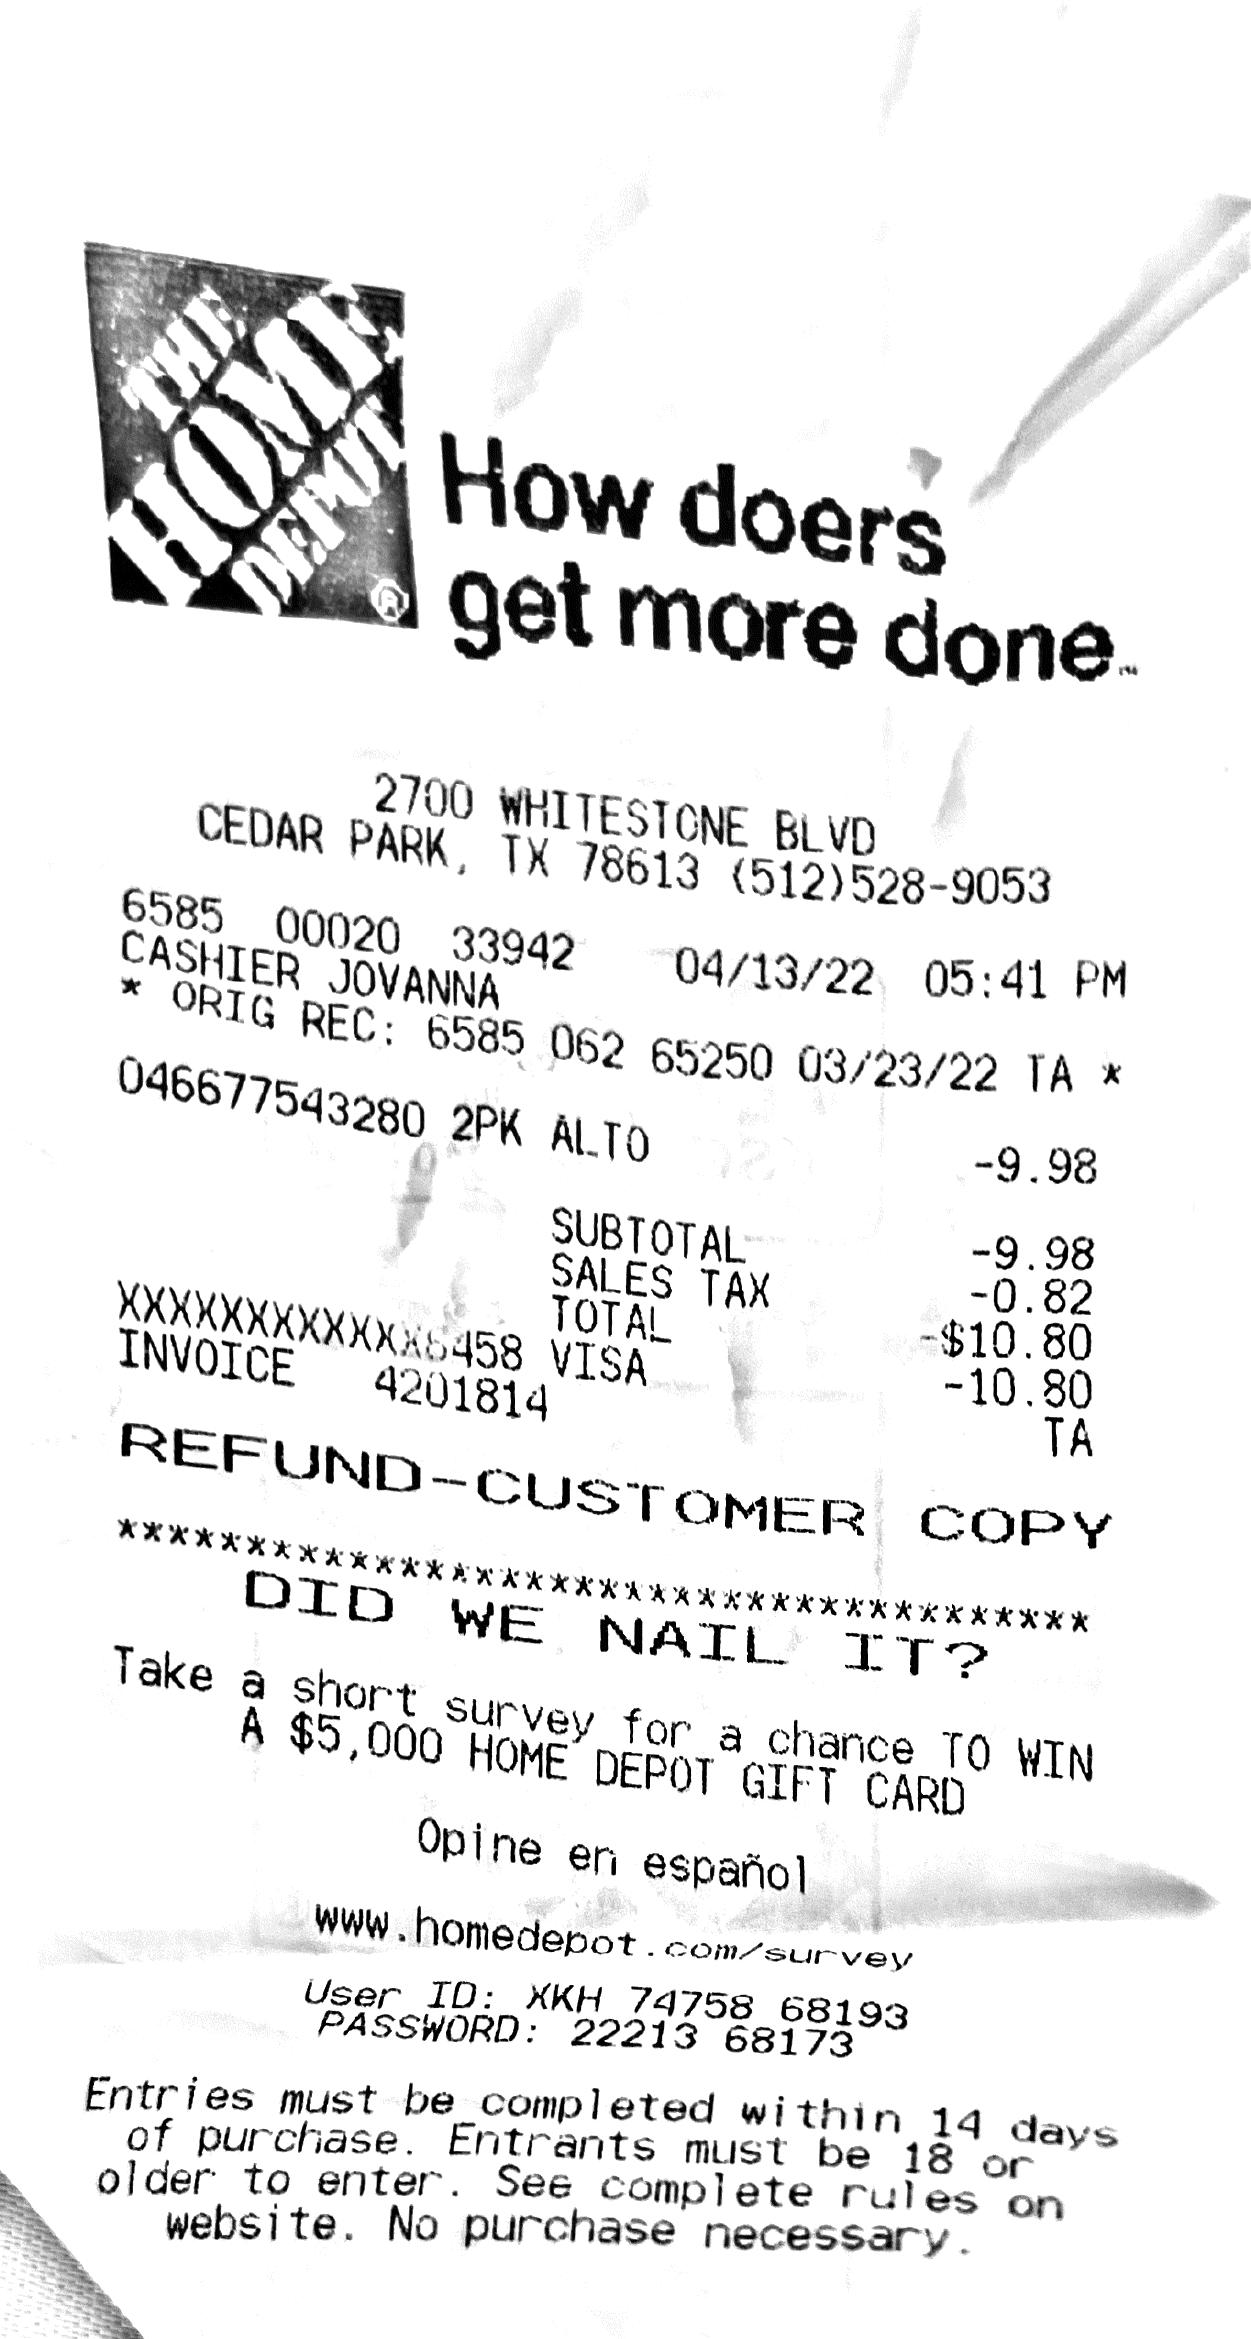 THE
HOME
DEPOT
®
How doers
get more done™
2700 WHITESTONE BLVD
CEDAR PARK, TX 78613 (512)528-9053
6585 00020 33942 04/13/22 05:41 PM
CASHIER JOVANNA
* ORIG REC: 6585 062 65250 03/23/22 TA *
046677543280 2PK ALTO -9.98
SUBTOTAL -9.98
SALES TAX -0.82
TOTAL -$10.80
XXXXXXXXXXXX6458 VISA -10.80
INVOICE 4201814 TA
REFUND-CUSTOMER COPY
***************************************
DID WE NAIL IT?
Take a short survey for a chance TO WIN
A $5,000 HOME DEPOT GIFT CARD
Opine en español
www.homedepot.com/survey
User ID: XKH 74758 68193
PASSWORD: 22213 68173
Entries must be completed within 14 days
of purchase. Entrants must be 18 or
older to enter. See complete rules on
website. No purchase necessary.